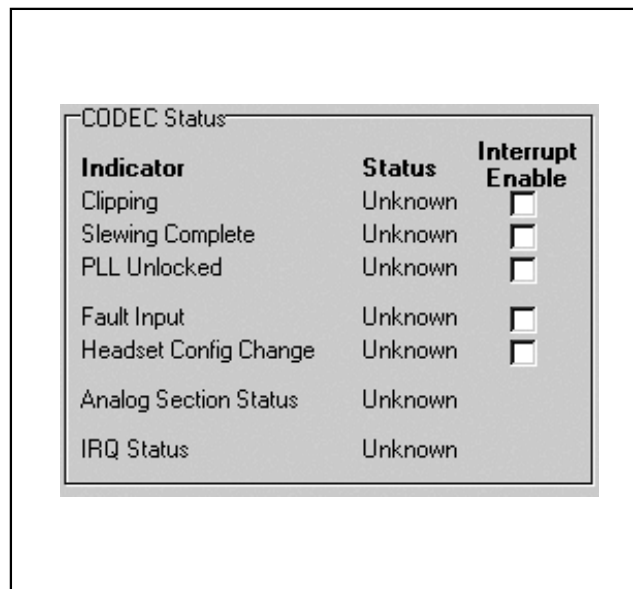 CODEC Status
Indicator Status Interrupt Enable
Clipping Unknown
Slewing Complete Unknown
PLL Unlocked Unknown
Fault Input Unknown
Headset Config Change Unknown
Analog Section Status Unknown
IRQ Status Unknown